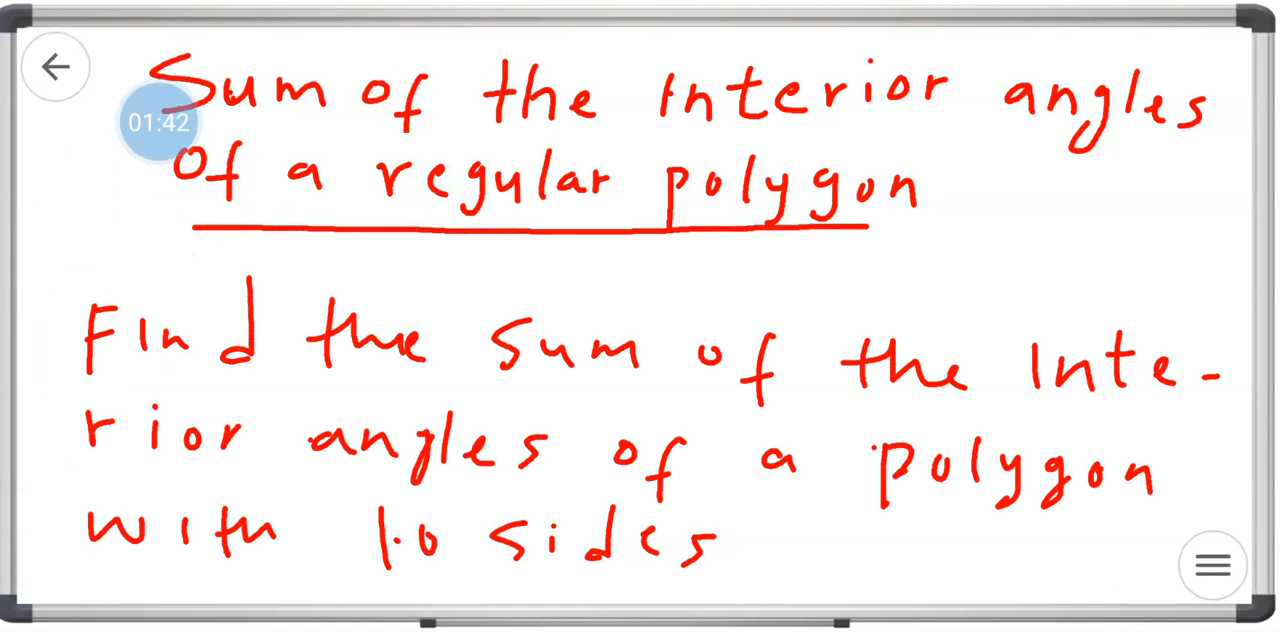 Sum of the Interior angles
01:42
Of a regular polygon
Find the sum of the Inte-
rior angles of a polygon
with 10 sides